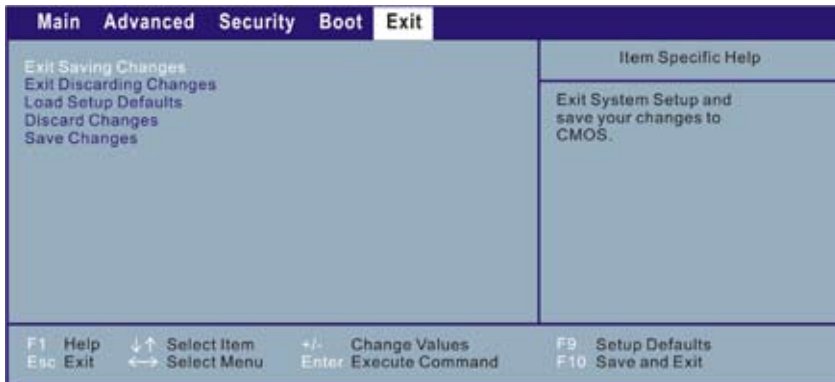 Main Advanced Security Boot Exit
Exit Saving Changes
Exit Discarding Changes
Load Setup Defaults
Discard Changes
Save Changes
Item Specific Help
Exit System Setup and
save your changes to
CMOS.
F1 Help ↓↑ Select Item +/- Change Values F9 Setup Defaults
Esc Exit ←→ Select Menu Enter Execute Command F10 Save and Exit